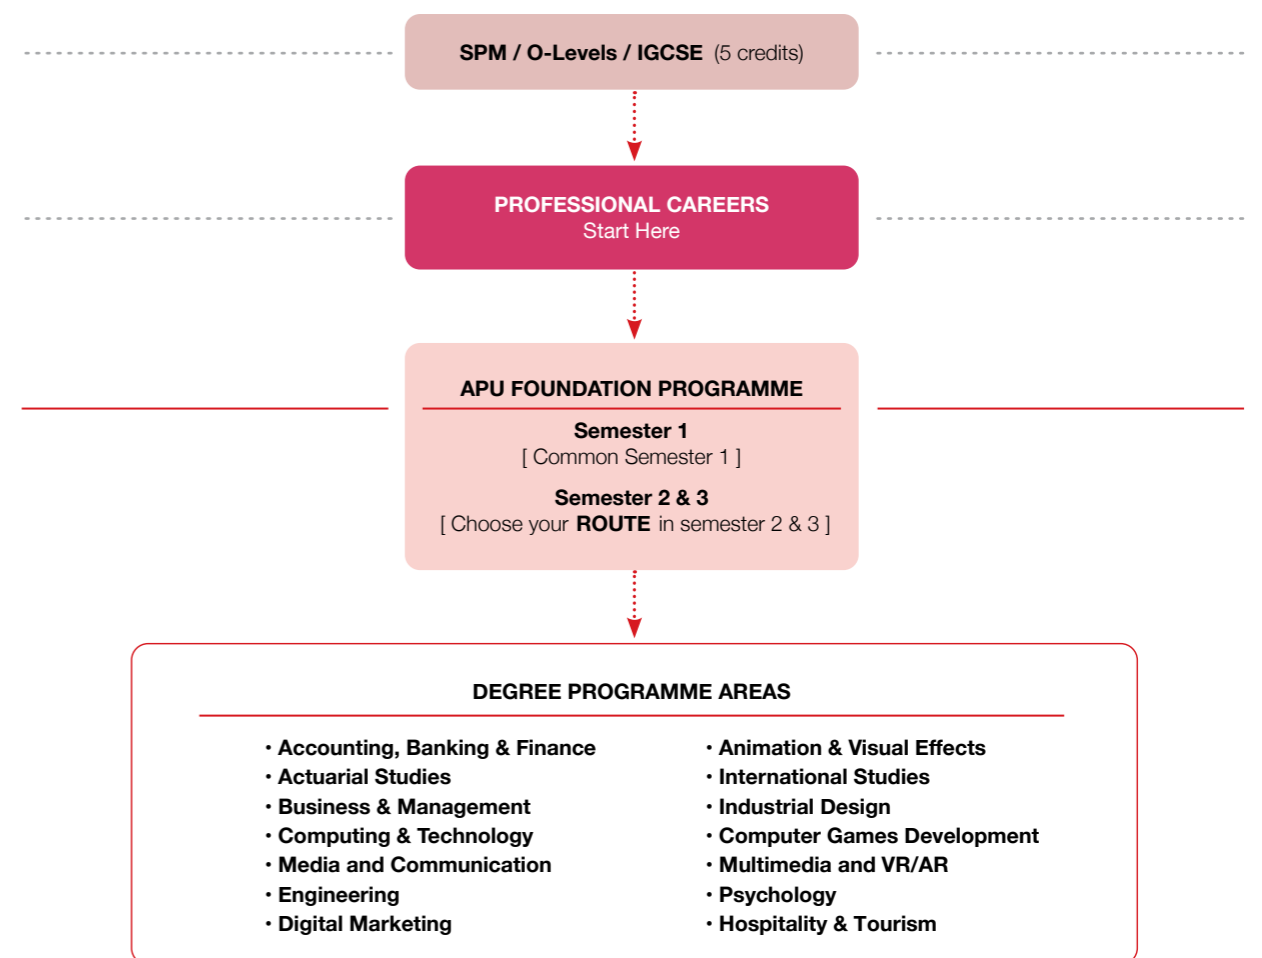 SPM / O-Levels / IGCSE (5 credits)
PROFESSIONAL CAREERS
Start Here
APU FOUNDATION PROGRAMME
Semester 1
[ Common Semester 1 ]
Semester 2 & 3
[ Choose your ROUTE in semester 2 & 3 ]
DEGREE PROGRAMME AREAS
• Accounting, Banking & Finance
• Actuarial Studies
• Business & Management
• Computing & Technology
• Media and Communication
• Engineering
• Digital Marketing
• Animation & Visual Effects
• International Studies
• Industrial Design
• Computer Games Development
• Multimedia and VR/AR
• Psychology
• Hospitality & Tourism